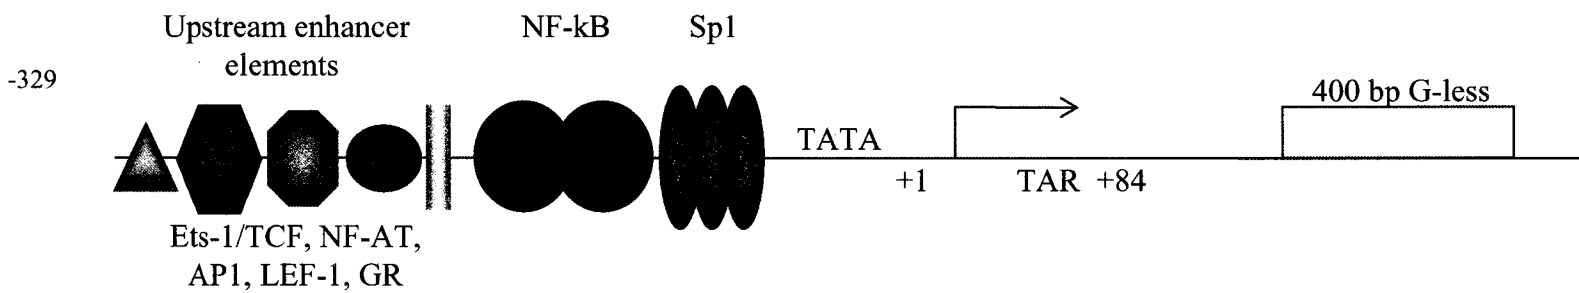 Upstream enhancer
elements
NF-kB
Sp1
-329
400 bp G-less
TATA
+1
TAR +84
Ets-1/TCF, NF-AT,
AP1, LEF-1, GR